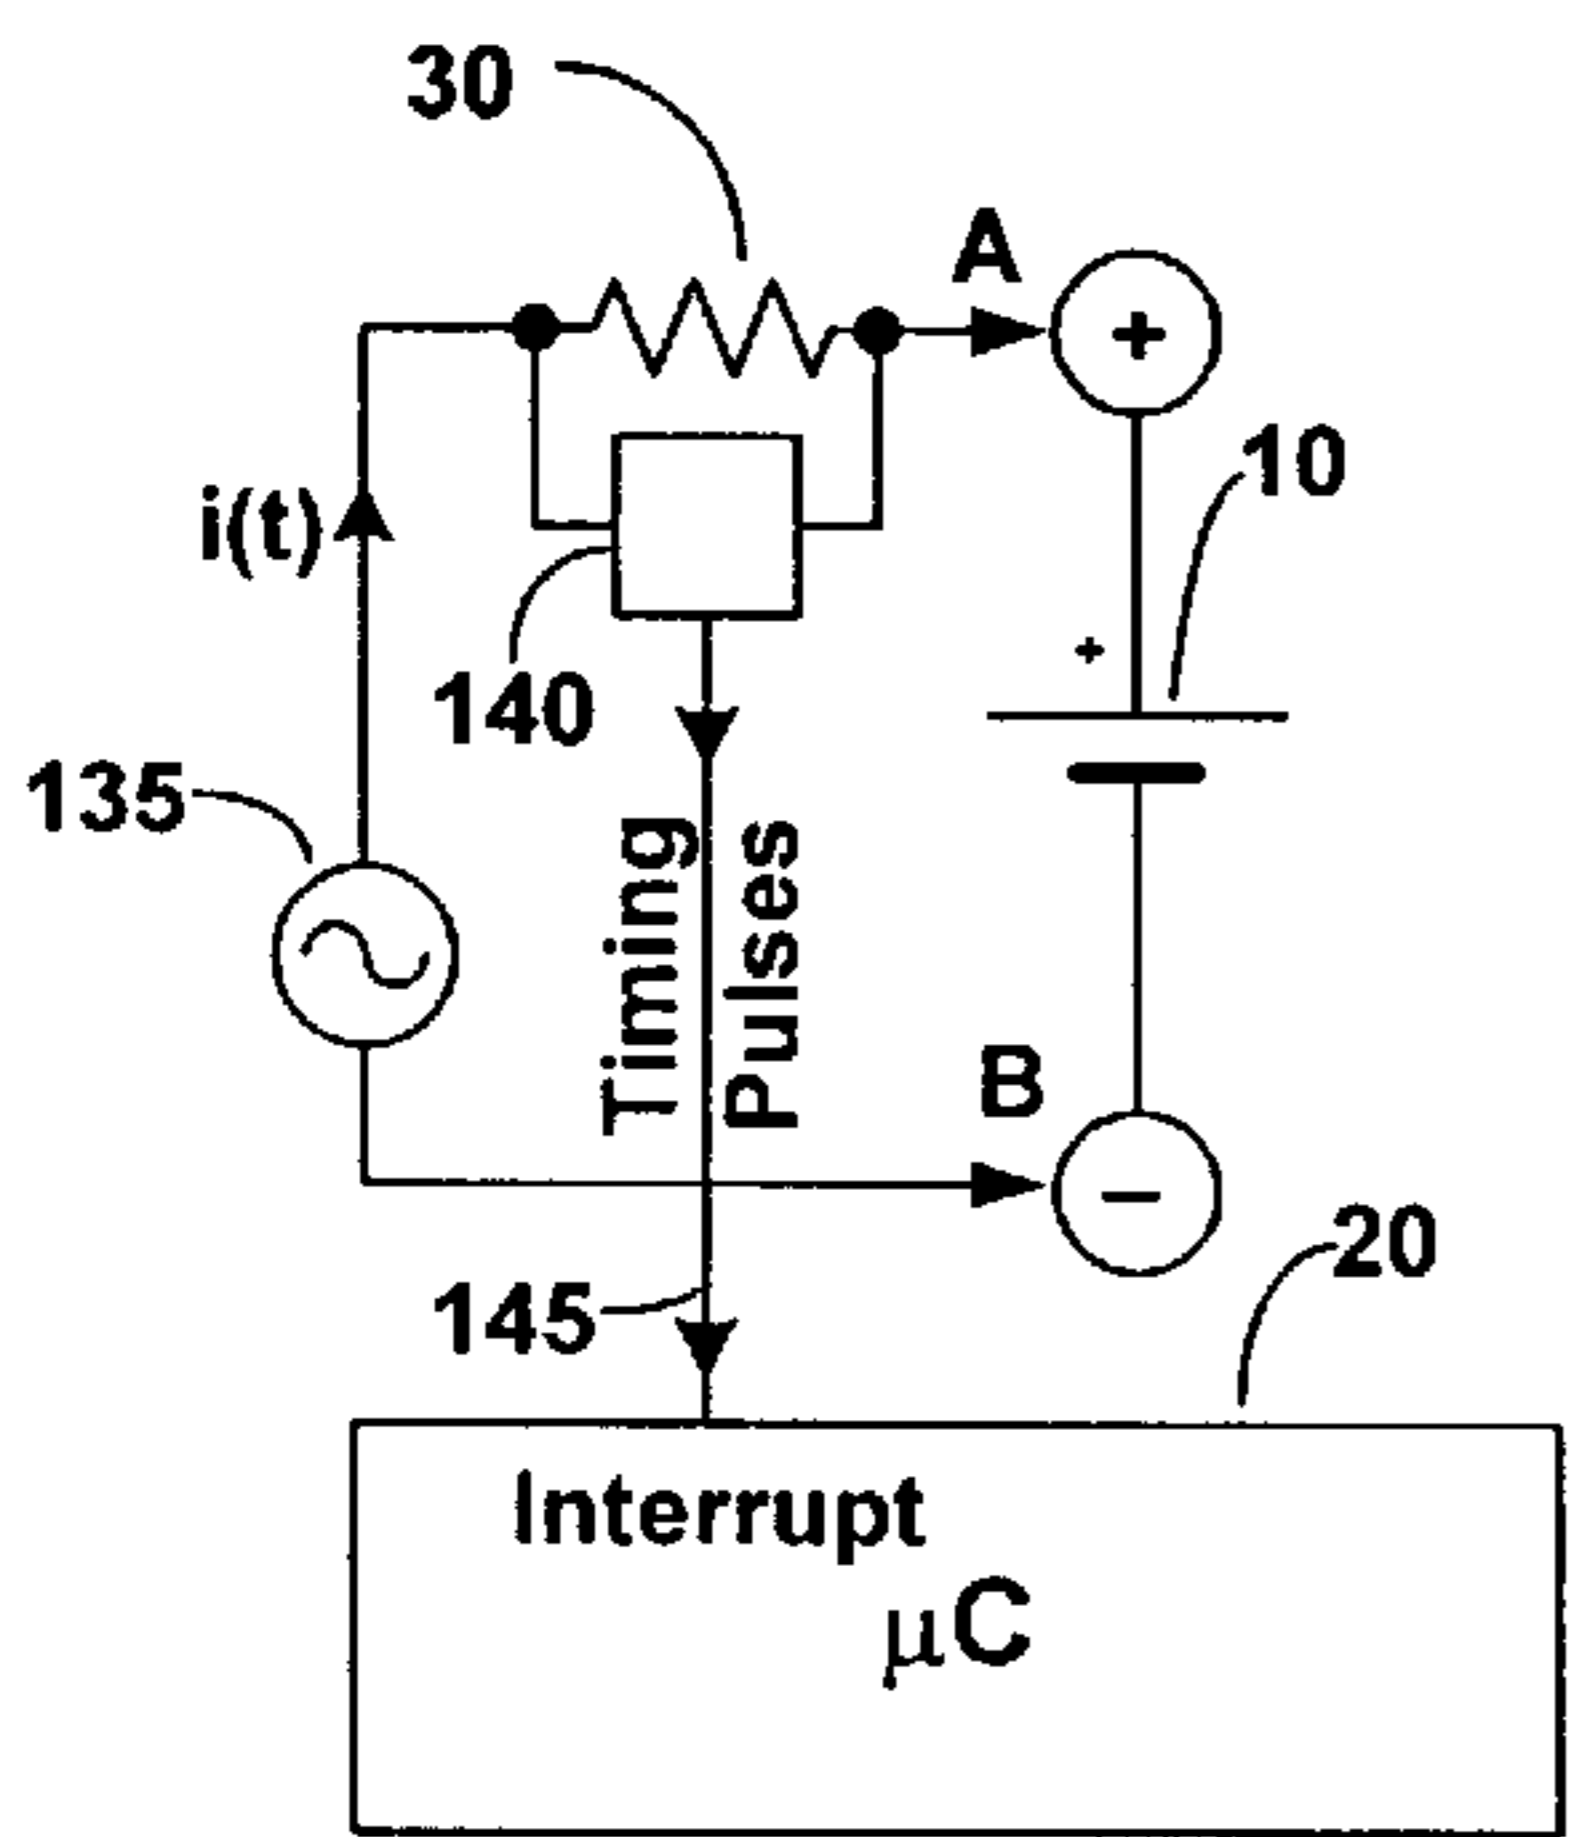 30
A
+
10
i(t)
+
140
135
Timing
Pulses
B
−
20
145
Interrupt
µC